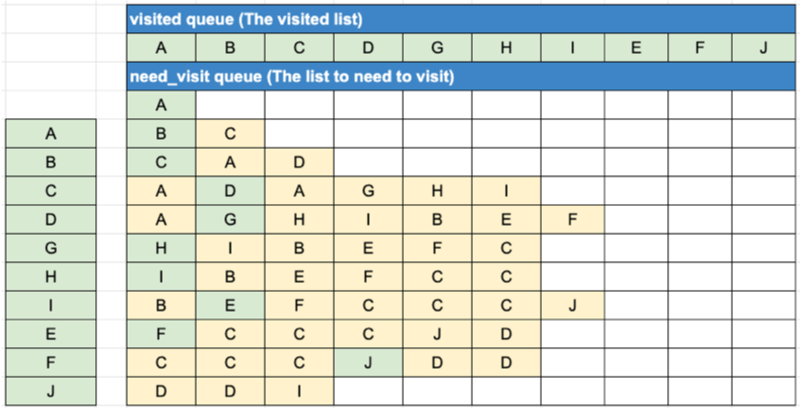 visited queue (The visited list)
A B C D G H I E F J
need_visit queue (The list to need to visit)
A
A B C
B C A D
C A D A G H I
D A G H I B E F
G H I B E F C
H I B E F C C
I B E F C C C J
E F C C C J D
F C C C J D D
J D D I